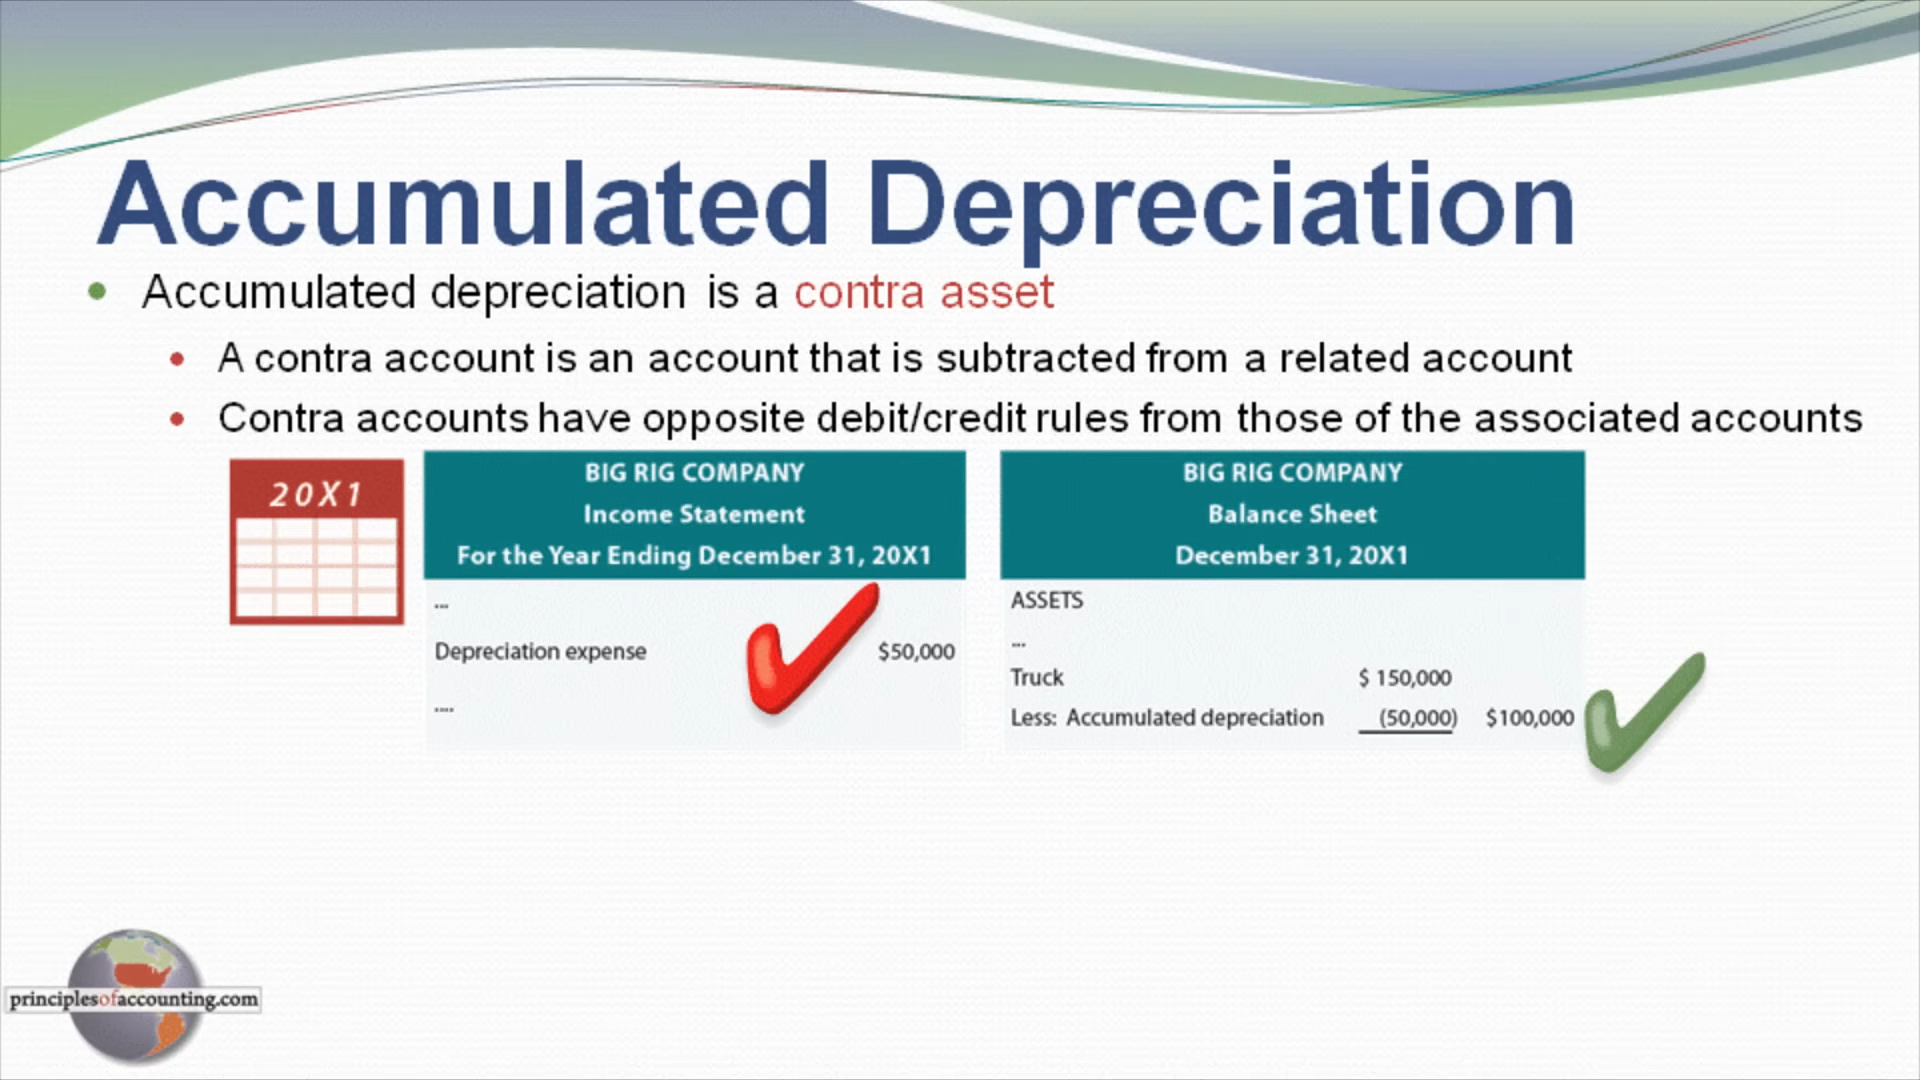 Accumulated Depreciation
• Accumulated depreciation is a contra asset
• A contra account is an account that is subtracted from a related account
• Contra accounts have opposite debit/credit rules from those of the associated accounts
20X1
BIG RIG COMPANY
Income Statement
For the Year Ending December 31, 20X1
...
Depreciation expense $50,000
....
BIG RIG COMPANY
Balance Sheet
December 31, 20X1
ASSETS
...
Truck $ 150,000
Less: Accumulated depreciation (50,000) $100,000
principlesofaccounting.com